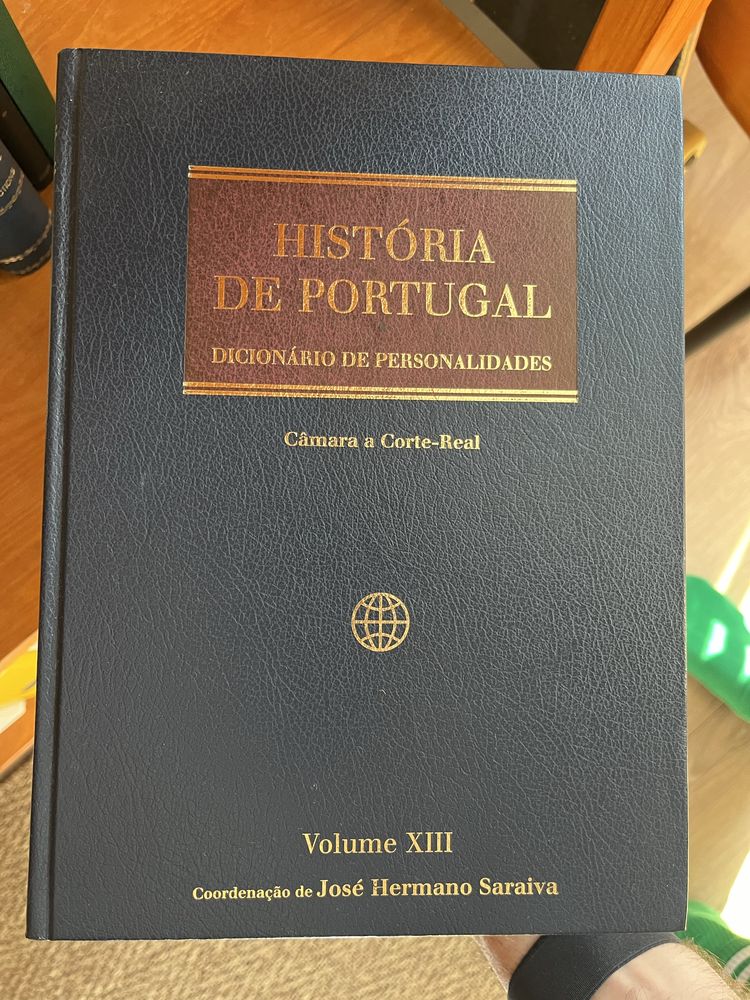 HISTÓRIA
DE PORTUGAL
DICIONÁRIO DE PERSONALIDADES
Câmara a Corte-Real
Volume XIII
Coordenação de José Hermano Saraiva